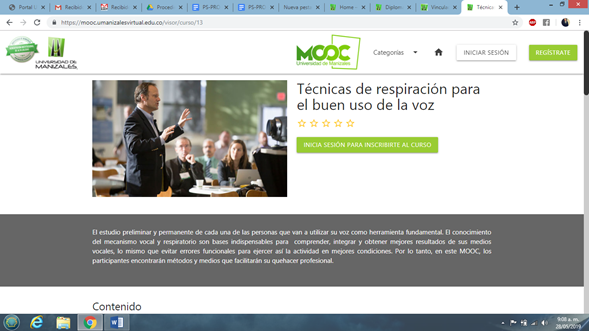 Portal
Recibid
Recibid
Proced
PS-PRO
PS-PRO
Nueva pest
Home
Diplom
Vínculo
Técnic
https://mooc.umanizalesvirtual.edu.co/visor/curso/13
UNIVERSIDAD DE
MANIZALES
MOOC
Universidad de Manizales
Categorías
INICIAR SESIÓN
REGÍSTRATE
Técnicas de respiración para
el buen uso de la voz
INICIA SESIÓN PARA INSCRIBIRTE AL CURSO
El estudio preliminar y permanente de cada una de las personas que van a utilizar su voz como herramienta fundamental. El conocimiento
del mecanismo vocal y respiratorio son bases indispensables para comprender, integrar y obtener mejores resultados de sus medios
vocales, lo mismo que evitar errores funcionales para ejercer así la actividad en mejores condiciones. Por lo tanto, en este MOOC, los
participantes encontrarán métodos y medios que facilitarán su quehacer profesional.
Contenido
9:08 a. m.
28/05/2019